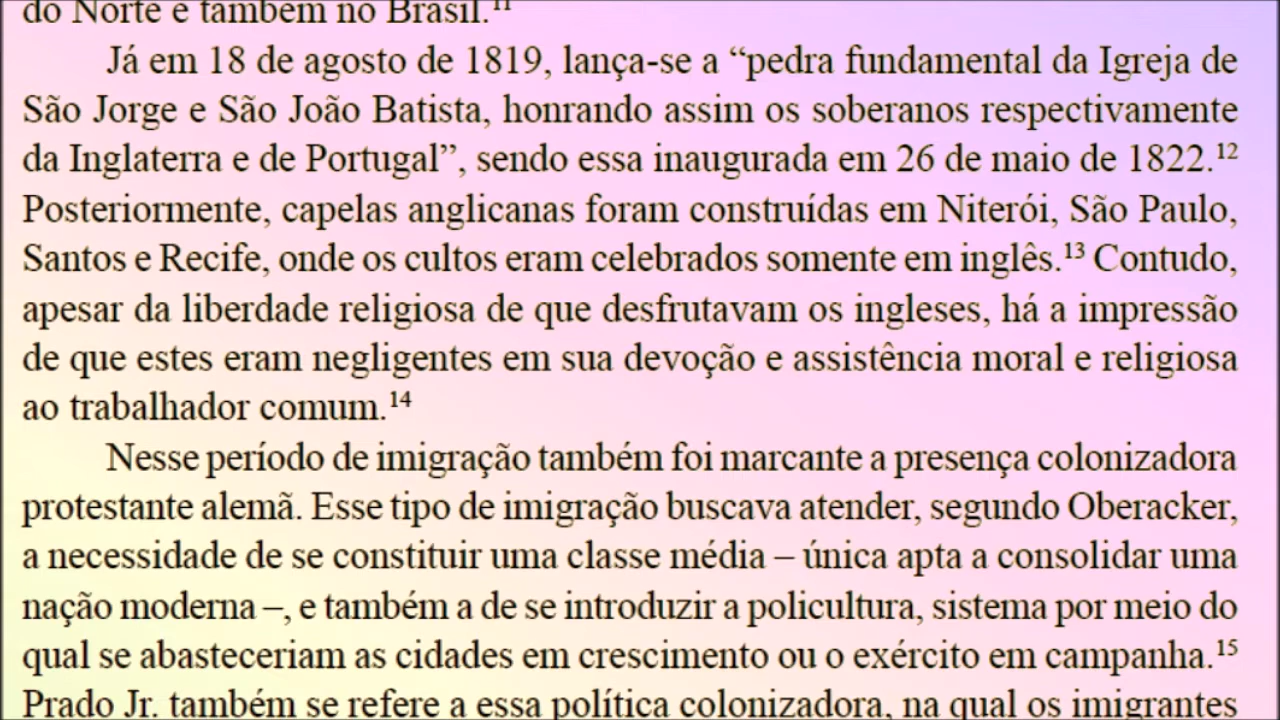 do Norte e também no Brasil.¹¹
Já em 18 de agosto de 1819, lança-se a “pedra fundamental da Igreja de
São Jorge e São João Batista, honrando assim os soberanos respectivamente
da Inglaterra e de Portugal”, sendo essa inaugurada em 26 de maio de 1822.¹²
Posteriormente, capelas anglicanas foram construídas em Niterói, São Paulo,
Santos e Recife, onde os cultos eram celebrados somente em inglês.¹³ Contudo,
apesar da liberdade religiosa de que desfrutavam os ingleses, há a impressão
de que estes eram negligentes em sua devoção e assistência moral e religiosa
ao trabalhador comum.¹⁴
Nesse período de imigração também foi marcante a presença colonizadora
protestante alemã. Esse tipo de imigração buscava atender, segundo Oberacker,
a necessidade de se constituir uma classe média – única apta a consolidar uma
nação moderna –, e também a de se introduzir a policultura, sistema por meio do
qual se abasteceriam as cidades em crescimento ou o exército em campanha.¹⁵
Prado Jr. também se refere a essa política colonizadora, na qual os imigrantes